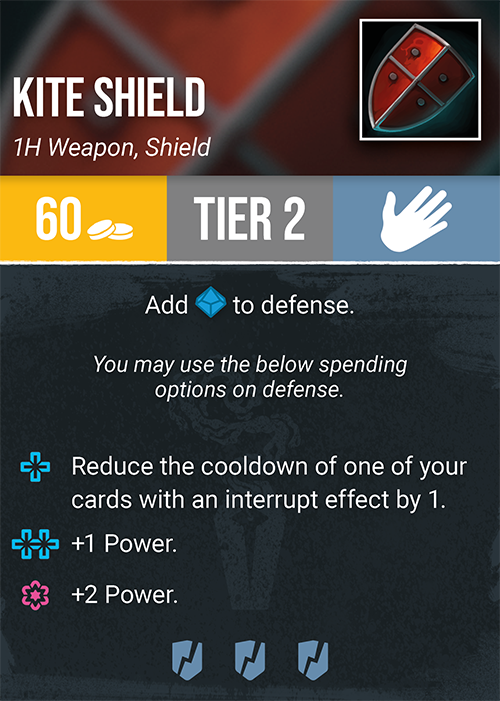 KITE SHIELD
1H Weapon, Shield
60
TIER 2
Add to defense.
You may use the below spending
options on defense.
Reduce the cooldown of one of your
cards with an interrupt effect by 1.
+1 Power.
+2 Power.